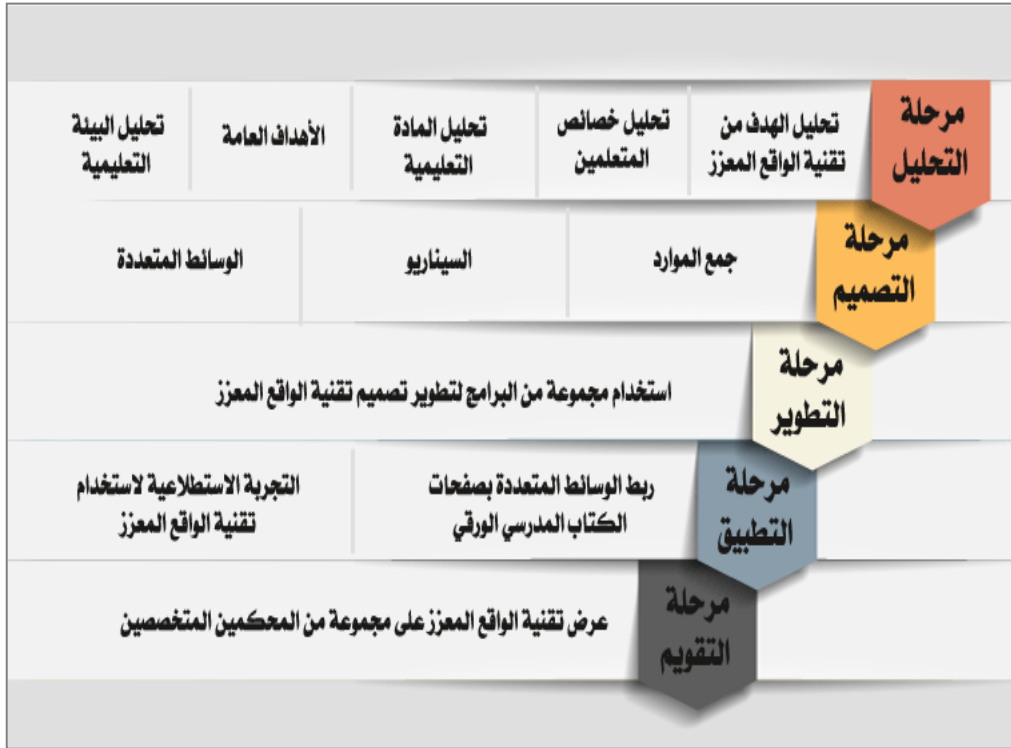 مرحلة
التحليل
تحليل الهدف من
تقنية الواقع المعزز
تحليل خصائص
المتعلمين
تحليل المادة
التعليمية
الأهداف العامة
تحليل البيئة
التعليمية
مرحلة
التصميم
جمع الموارد
السيناريو
الوسائط المتعددة
مرحلة
التطوير
استخدام مجموعة من البرامج لتطوير تصميم تقنية الواقع المعزز
مرحلة
التطبيق
ربط الوسائط المتعددة بصفحات
الكتاب المدرسي الورقي
التجربة الاستطلاعية لاستخدام
تقنية الواقع المعزز
مرحلة
التقويم
عرض تقنية الواقع المعزز على مجموعة من المحكمين المتخصصين